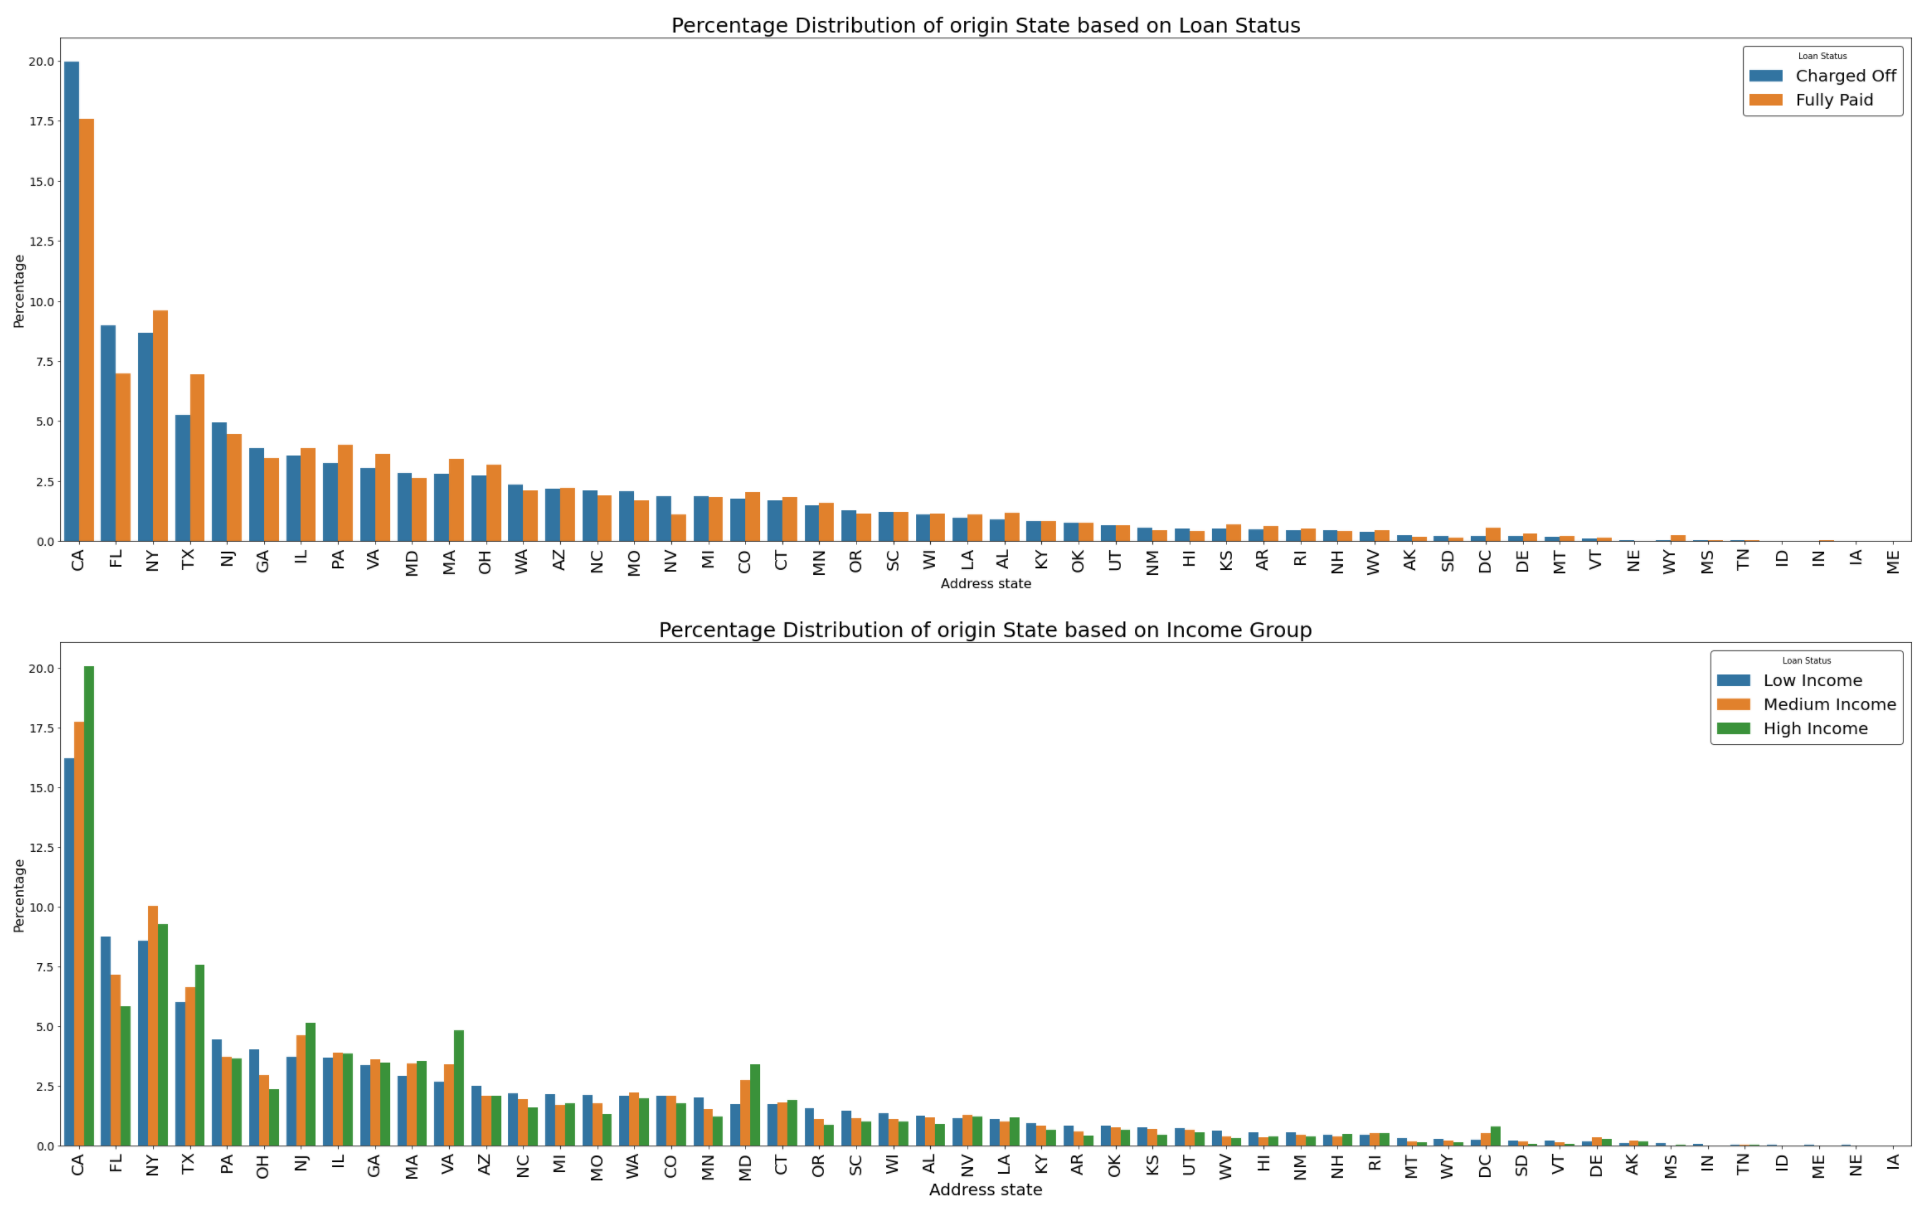 Percentage Distribution of origin State based on Loan Status
Loan Status
Charged Off
Fully Paid
20.0
17.5
15.0
12.5
10.0
7.5
5.0
2.5
0.0
Percentage
CA FL NY TX NJ GA IL PA VA MD MA OH WA AZ NC MO NV MI CO CT MN OR SC WI LA AL KY OK UT NM HI KS AR RI NH WV AK SD DC DE MT VT NE WY MS TN ID IN IA ME
Address state
Percentage Distribution of origin State based on Income Group
Loan Status
Low Income
Medium Income
High Income
20.0
17.5
15.0
12.5
10.0
7.5
5.0
2.5
0.0
Percentage
CA FL NY TX PA OH NJ IL GA MA VA AZ NC MI MO WA CO MN MD CT OR SC WI AL NV LA KY AR OK KS UT WV HI NM NH RI MT WY DC SD VT DE AK MS IN TN ID ME NE IA
Address state